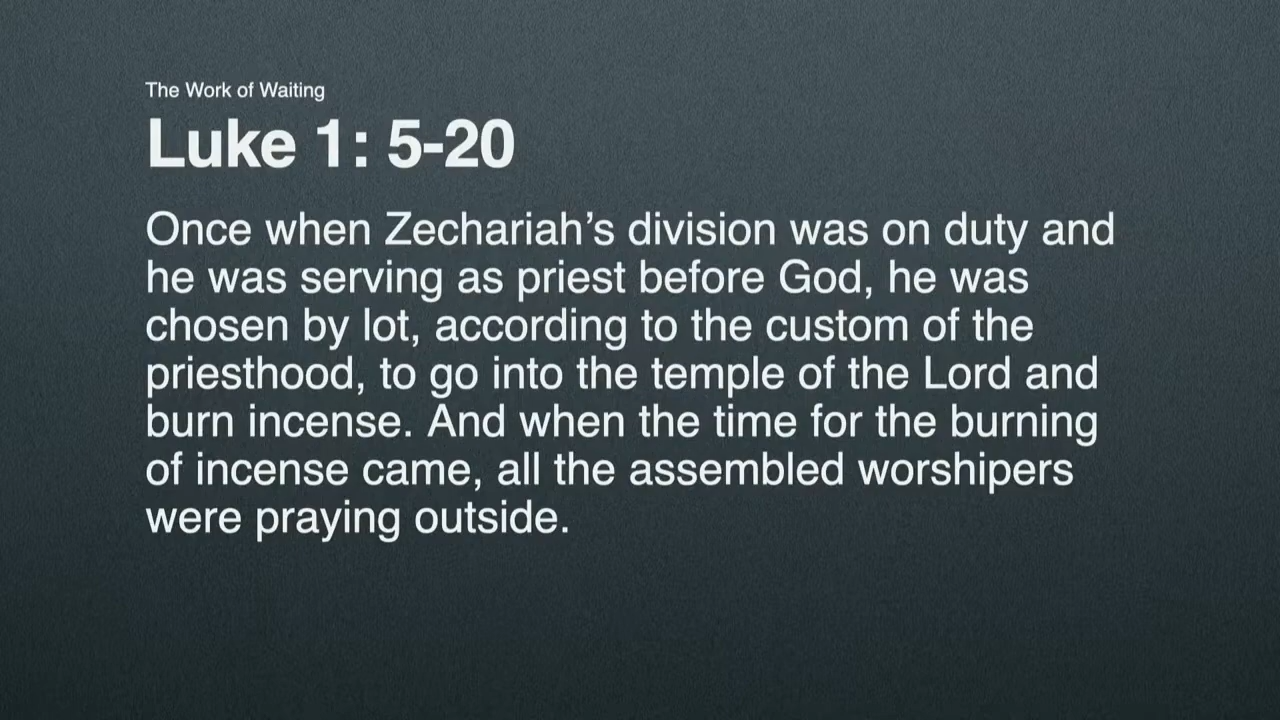 The Work of Waiting
Luke 1: 5-20
Once when Zechariah’s division was on duty and
he was serving as priest before God, he was
chosen by lot, according to the custom of the
priesthood, to go into the temple of the Lord and
burn incense. And when the time for the burning
of incense came, all the assembled worshipers
were praying outside.